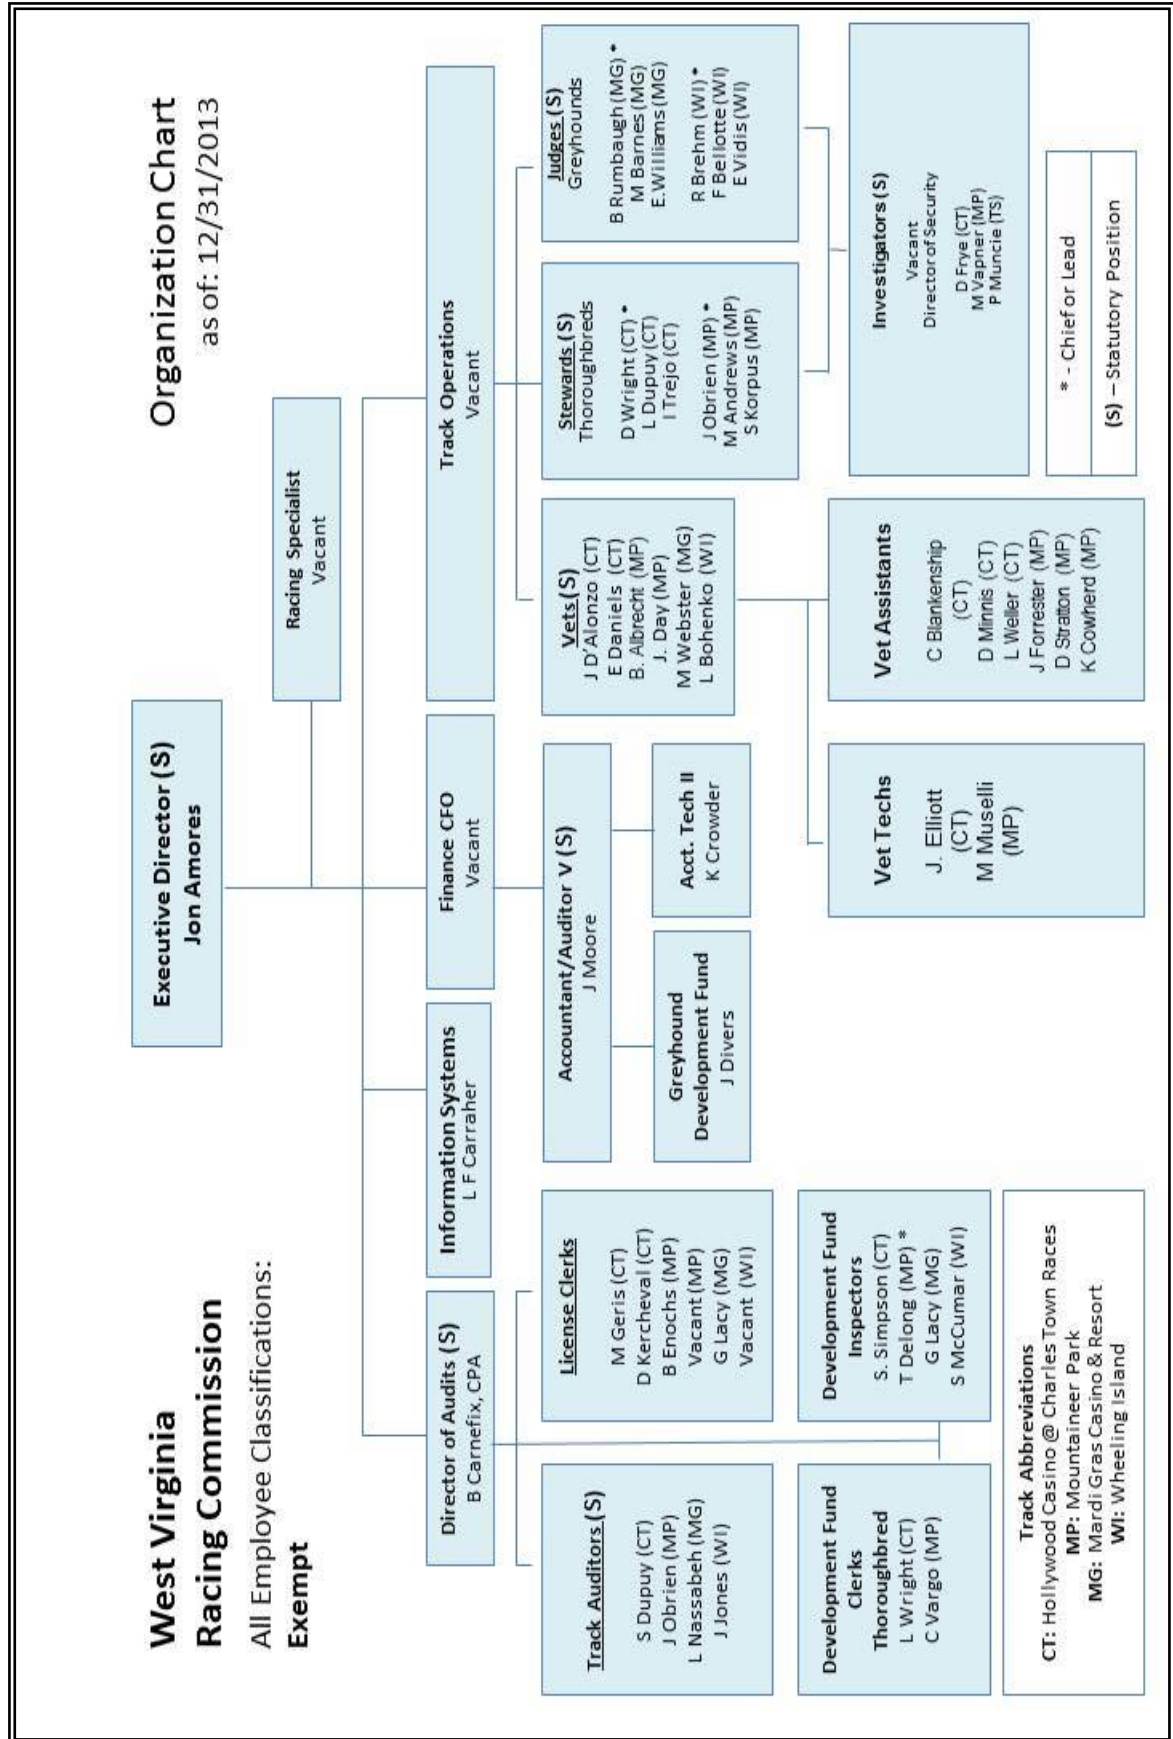 West Virginia
Racing Commission
All Employee Classifications:
Exempt
Organization Chart
as of: 12/31/2013
Executive Director (S)
Jon Amores
Racing Specialist
Vacant
Director of Audits (S)
B Carnefix, CPA
Information Systems
L F Carraher
Finance CFO
Vacant
Track Operations
Vacant
Track Auditors (S)
S Dupuy (CT)
J Obrien (MP)
L Nassabeh (MG)
J Jones (WI)
License Clerks
M Geris (CT)
D Kercheval (CT)
B Enochs (MP)
Vacant (MP)
G Lacy (MG)
Vacant (WI)
Accountant/Auditor V (S)
J Moore
Greyhound
Development Fund
J Divers
Acct. Tech II
K Crowder
Vets (S)
J D'Alonzo (CT)
E Daniels (CT)
B. Albrecht (MP)
J. Day (MP)
M Webster (MG)
L Bohenko (WI)
Stewards (S)
Thoroughbreds
D Wright (CT) *
L Dupuy (CT)
I Trejo (CT)
J Obrien (MP) *
M Andrews (MP)
S Korpus (MP)
Judges (S)
Greyhounds
B Rumbaugh (MG) *
M Barnes (MG)
E. Williams (MG)
R Brehm (WI) *
F Bellotte (WI)
E Vidis (WI)
Development Fund
Clerks
Thoroughbred
L Wright (CT)
C Vargo (MP)
Development Fund
Inspectors
S. Simpson (CT)
T Delong (MP) *
G Lacy (MG)
S McCumar (WI)
Vet Techs
J. Elliott
(CT)
M Muselli
(MP)
Vet Assistants
C Blankenship
(CT)
D Minnis (CT)
L Weller (CT)
J Forrester (MP)
D Stratton (MP)
K Cowherd (MP)
Investigators (S)
Vacant
Director of Security
D Frye (CT)
M Vapner (MP)
P Muncie (TS)
Track Abbreviations
CT: Hollywood Casino @ Charles Town Races
MP: Mountaineer Park
MG: Mardi Gras Casino & Resort
WI: Wheeling Island
* - Chief or Lead
(S) – Statutory Position